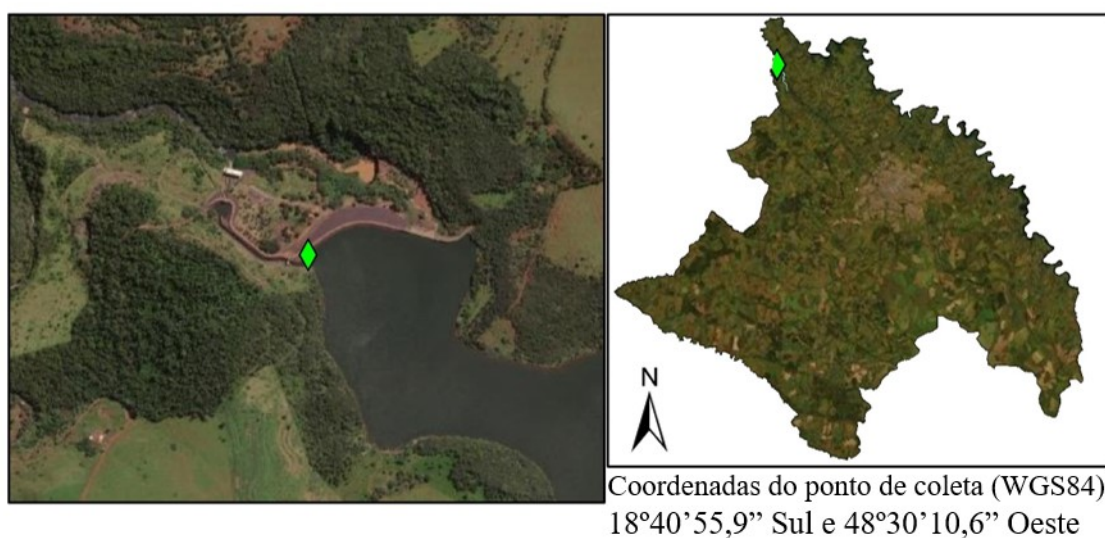 N
Coordenadas do ponto de coleta (WGS84)
18º40’55,9” Sul e 48º30’10,6” Oeste